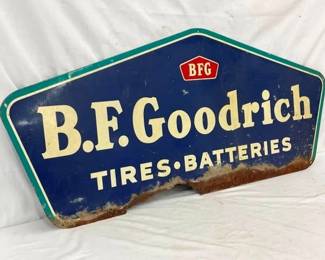 BFG
B.F. Goodrich
TIRES • BATTERIES